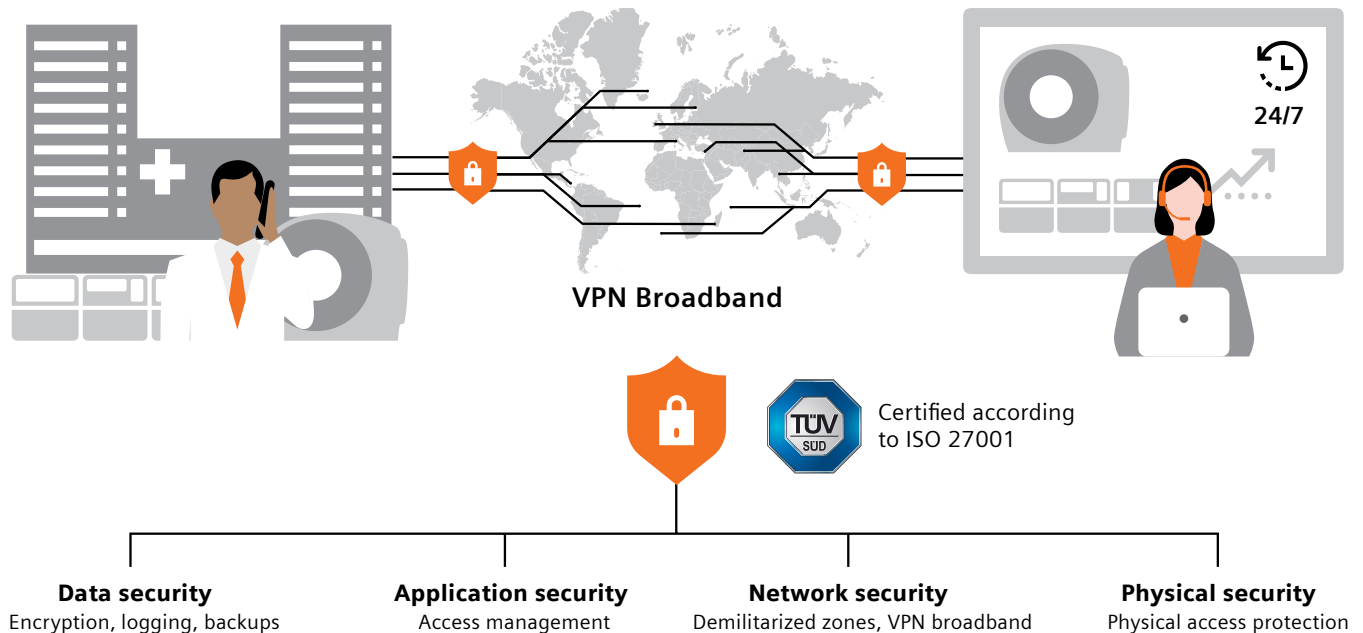 24/7
VPN Broadband
TÜV
SÜD
Certified according
to ISO 27001
Data security
Encryption, logging, backups
Application security
Access management
Network security
Demilitarized zones, VPN broadband
Physical security
Physical access protection